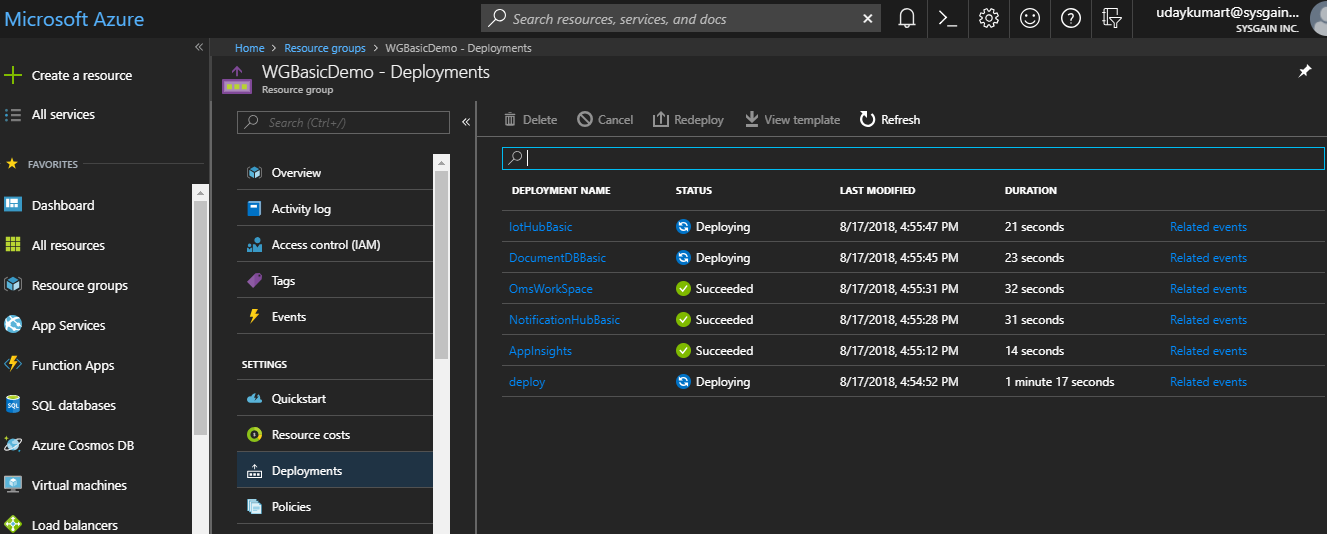 Microsoft Azure
Search resources, services, and docs
udaykumart@sysgain...
SYSGAIN INC.
Create a resource
All services
FAVORITES
Dashboard
All resources
Resource groups
App Services
Function Apps
SQL databases
Azure Cosmos DB
Virtual machines
Load balancers
Home > Resource groups > WGBasicDemo - Deployments
WGBasicDemo - Deployments
Resource group
Search (Ctrl+/)
Overview
Activity log
Access control (IAM)
Tags
Events
SETTINGS
Quickstart
Resource costs
Deployments
Policies
Delete Cancel Redeploy View template Refresh
DEPLOYMENT NAME STATUS LAST MODIFIED DURATION
IotHubBasic Deploying 8/17/2018, 4:55:47 PM 21 seconds Related events
DocumentDBBasic Deploying 8/17/2018, 4:55:45 PM 23 seconds Related events
OmsWorkSpace Succeeded 8/17/2018, 4:55:31 PM 32 seconds Related events
NotificationHubBasic Succeeded 8/17/2018, 4:55:28 PM 31 seconds Related events
AppInsights Succeeded 8/17/2018, 4:55:12 PM 14 seconds Related events
deploy Deploying 8/17/2018, 4:54:52 PM 1 minute 17 seconds Related events